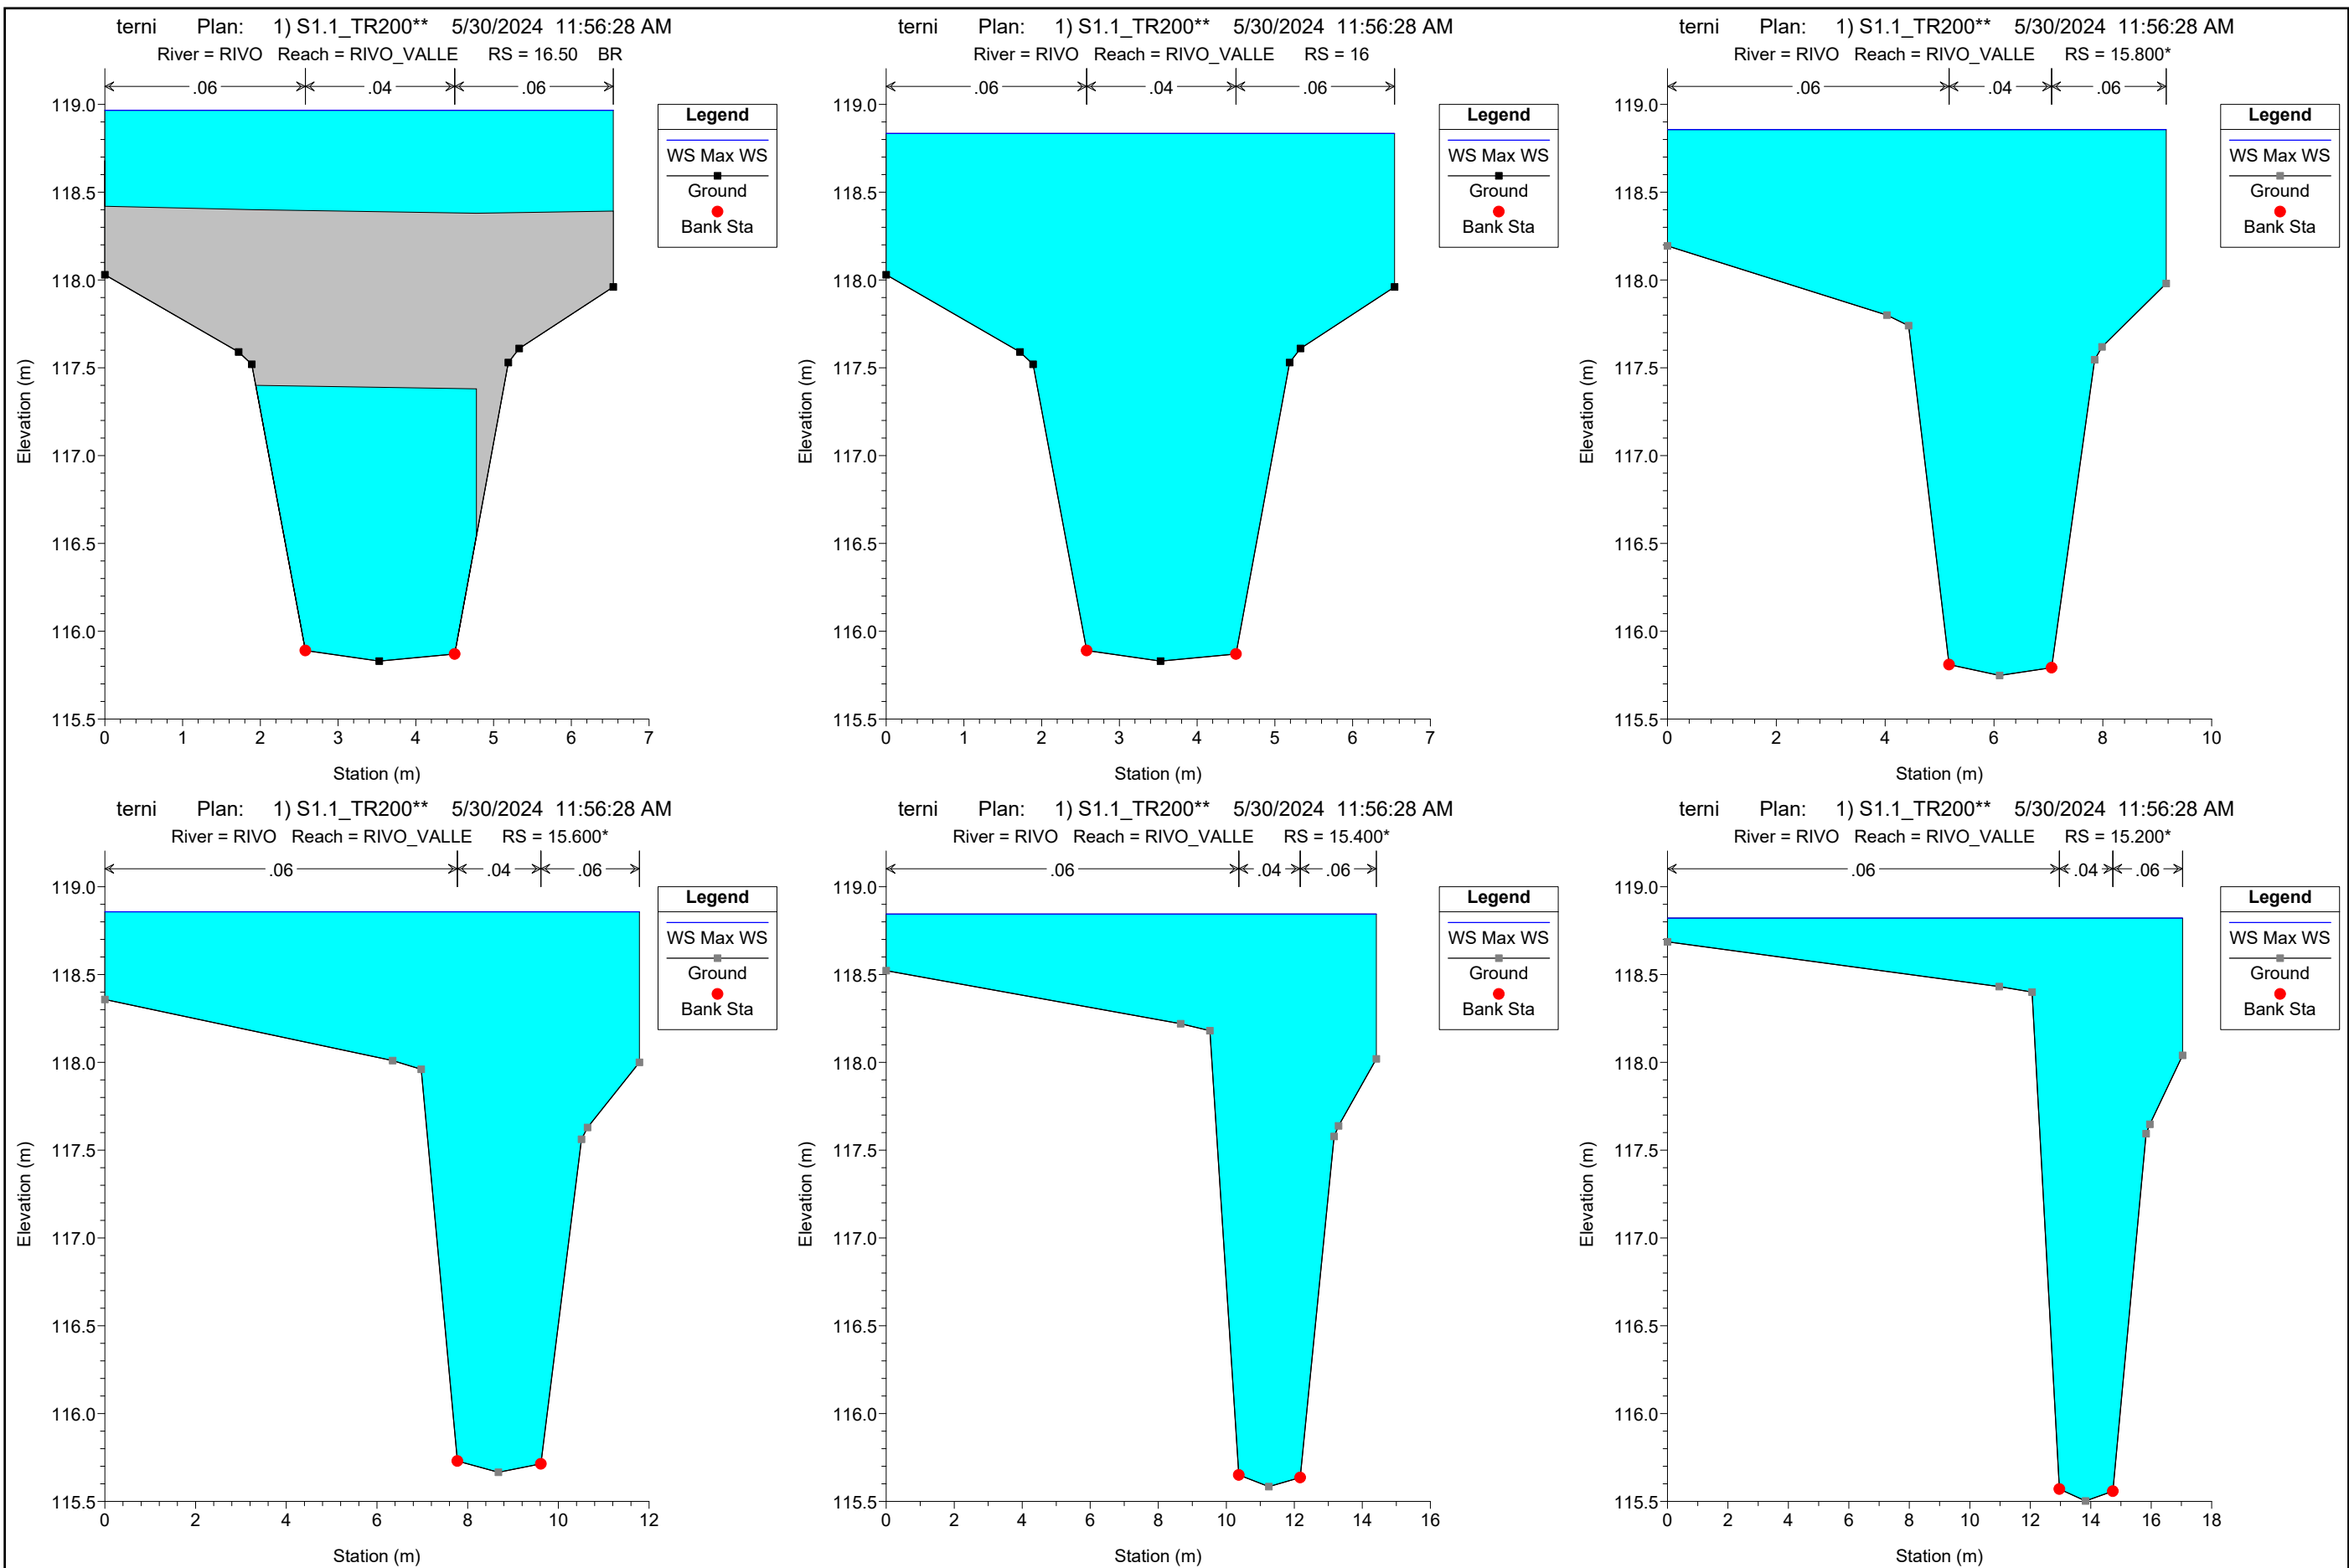 terni Plan: 1) S1.1_TR200** 5/30/2024 11:56:28 AM
River = RIVO Reach = RIVO_VALLE RS = 16.50 BR
.06 .04 .06
119.0
118.5
118.0
117.5
117.0
116.5
116.0
115.5
Elevation (m)
0 1 2 3 4 5 6 7
Station (m)
Legend
WS Max WS
Ground
Bank Sta
terni Plan: 1) S1.1_TR200** 5/30/2024 11:56:28 AM
River = RIVO Reach = RIVO_VALLE RS = 16
.06 .04 .06
119.0
118.5
118.0
117.5
117.0
116.5
116.0
115.5
Elevation (m)
0 1 2 3 4 5 6 7
Station (m)
Legend
WS Max WS
Ground
Bank Sta
terni Plan: 1) S1.1_TR200** 5/30/2024 11:56:28 AM
River = RIVO Reach = RIVO_VALLE RS = 15.800*
.06 .04 .06
119.0
118.5
118.0
117.5
117.0
116.5
116.0
115.5
Elevation (m)
0 2 4 6 8 10
Station (m)
Legend
WS Max WS
Ground
Bank Sta
terni Plan: 1) S1.1_TR200** 5/30/2024 11:56:28 AM
River = RIVO Reach = RIVO_VALLE RS = 15.600*
.06 .04 .06
119.0
118.5
118.0
117.5
117.0
116.5
116.0
115.5
Elevation (m)
0 2 4 6 8 10 12
Station (m)
Legend
WS Max WS
Ground
Bank Sta
terni Plan: 1) S1.1_TR200** 5/30/2024 11:56:28 AM
River = RIVO Reach = RIVO_VALLE RS = 15.400*
.06 .04 .06
119.0
118.5
118.0
117.5
117.0
116.5
116.0
115.5
Elevation (m)
0 2 4 6 8 10 12 14 16
Station (m)
Legend
WS Max WS
Ground
Bank Sta
terni Plan: 1) S1.1_TR200** 5/30/2024 11:56:28 AM
River = RIVO Reach = RIVO_VALLE RS = 15.200*
.06 .04 .06
119.0
118.5
118.0
117.5
117.0
116.5
116.0
115.5
Elevation (m)
0 2 4 6 8 10 12 14 16 18
Station (m)
Legend
WS Max WS
Ground
Bank Sta